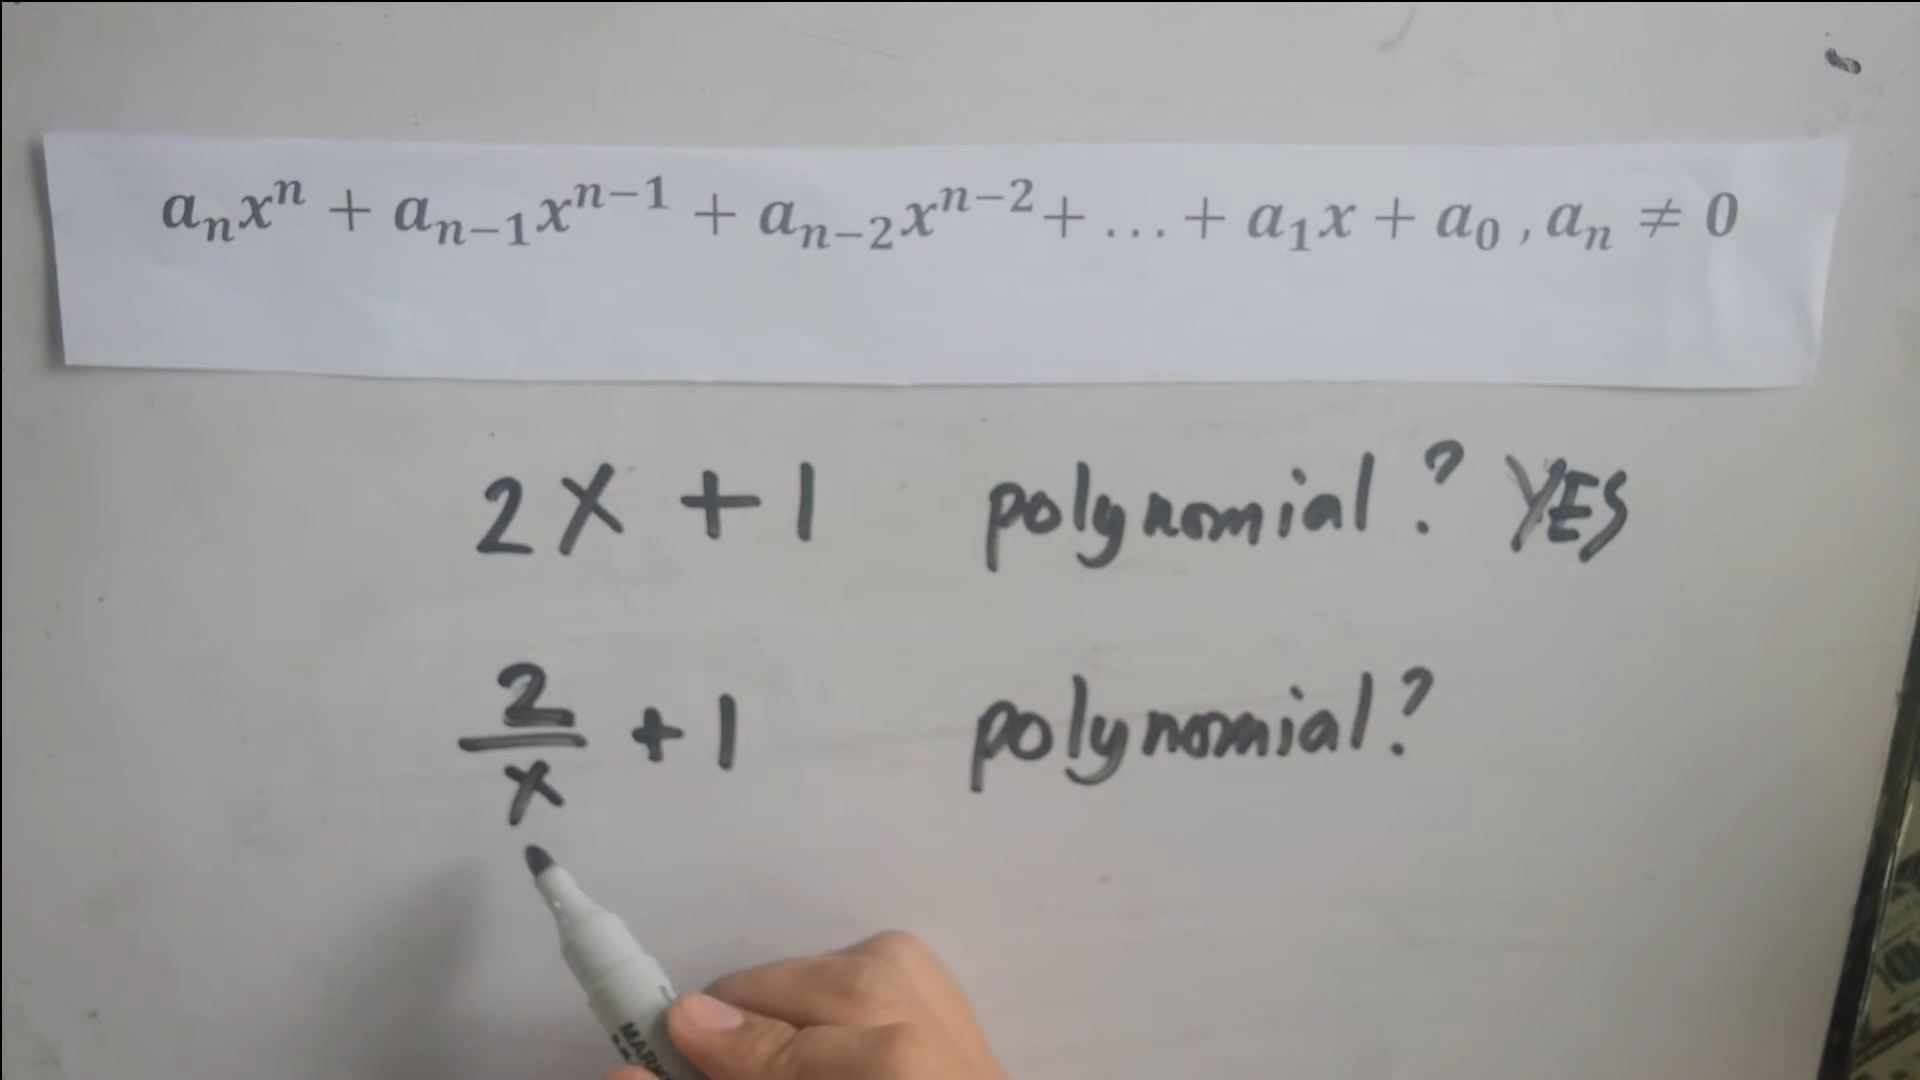 aₙxⁿ + aₙ₋₁xⁿ⁻¹ + aₙ₋₂xⁿ⁻² + ... + a₁x + a₀ , aₙ ≠ 0
2x + 1 polynomial? YES
2/x + 1 polynomial?